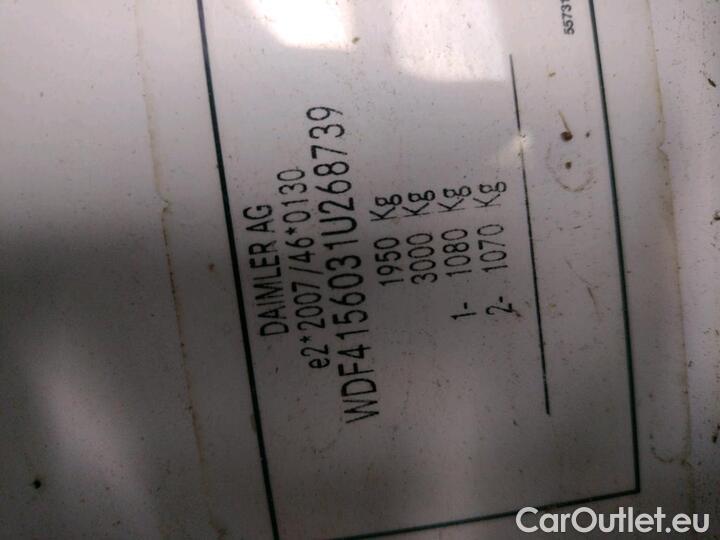 DAIMLER AG
e2*2007/46*0130
WDF4156031U268739
1950 Kg
3000 Kg
1- 1080 Kg
2- 1070 Kg
55731
CarOutlet.eu